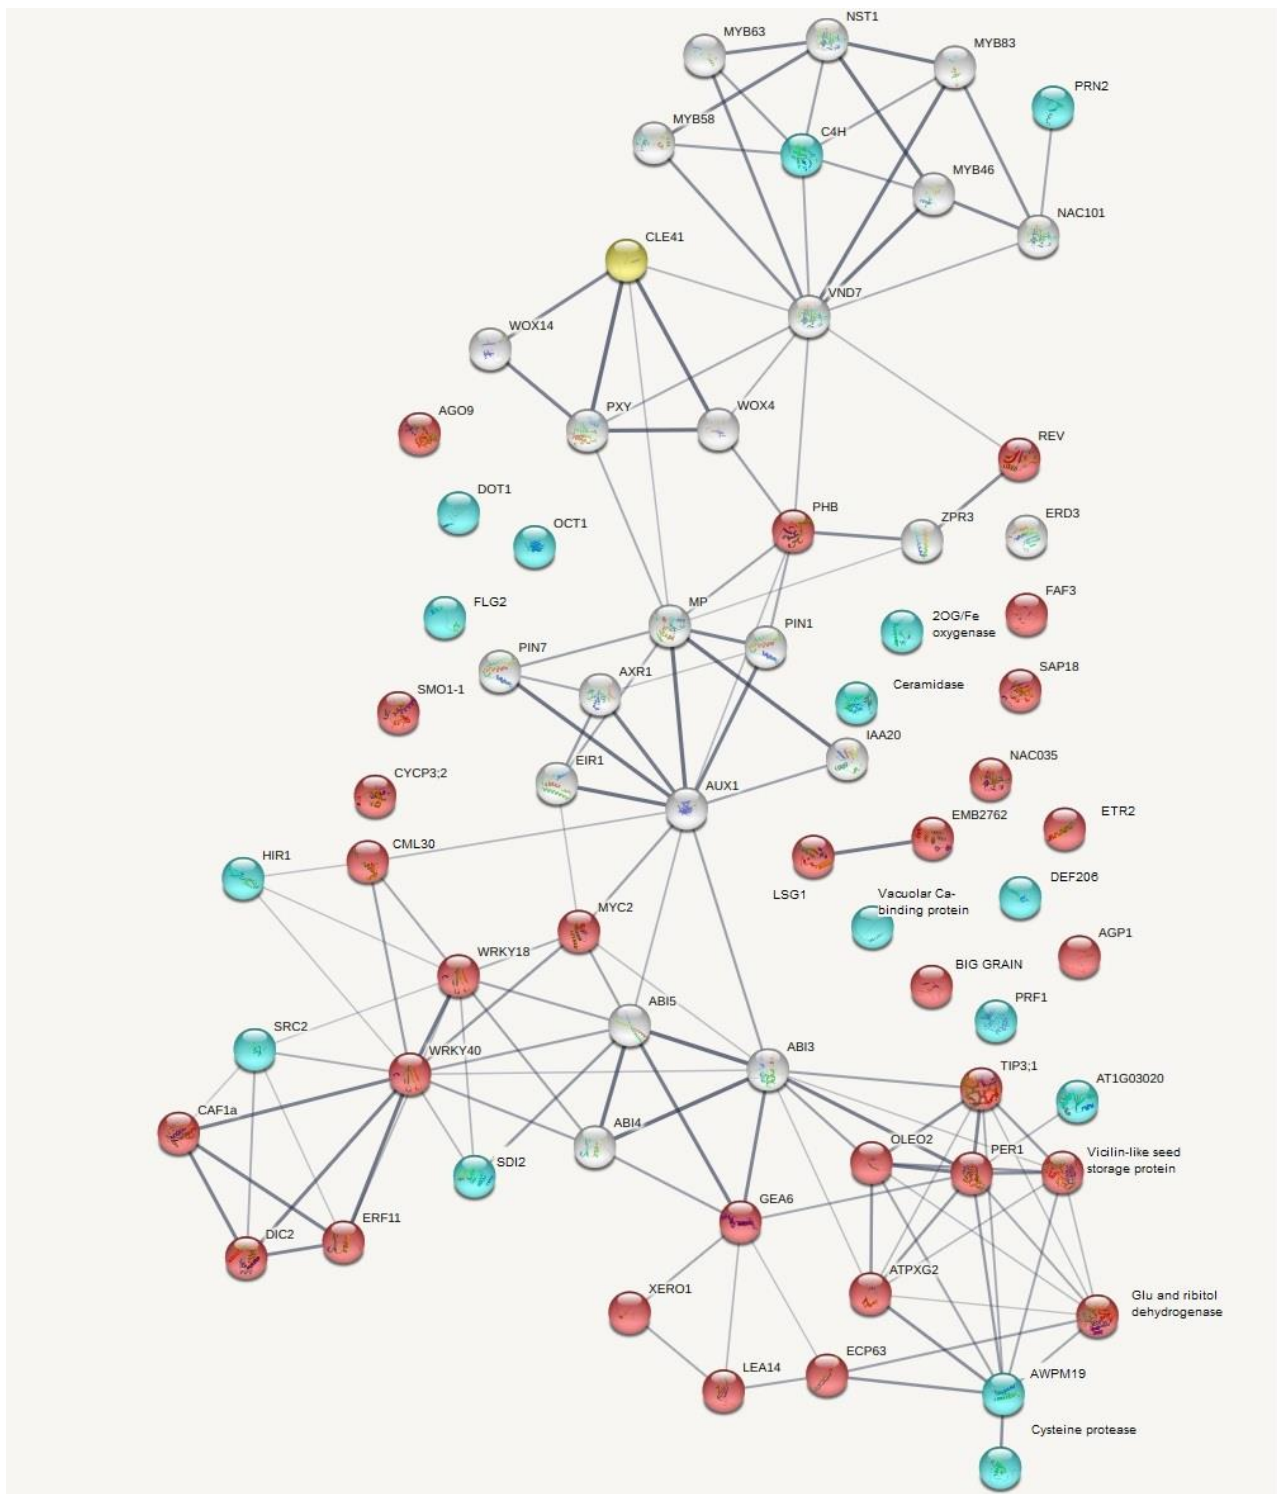 NST1
MYB63
MYB83
PRN2
MYB58
C4H
MYB46
NAC101
CLE41
VND7
WOX14
PXY
WOX4
AGO9
REV
DOT1
PHB
ZPR3
ERD3
OCT1
FAF3
FLG2
MP
2OG/Fe
oxygenase
PIN1
PIN7
AXR1
SAP18
SMO1-1
Ceramidase
IAA20
EIR1
NAC035
CYCP3;2
AUX1
ETR2
EMB2762
CML30
HIR1
DEF206
LSG1
Vacuolar Ca-
binding protein
MYC2
AGP1
WRKY18
BIG GRAIN
PRF1
ABI5
SRC2
ABI3
WRKY40
TIP3;1
AT1G03020
CAF1a
ABI4
OLEO2
PER1
Vicilin-like seed
storage protein
SDI2
GEA6
ERF11
DIC2
ATPXG2
XERO1
Glu and ribitol
dehydrogenase
ECP63
LEA14
AWPM19
Cysteine protease